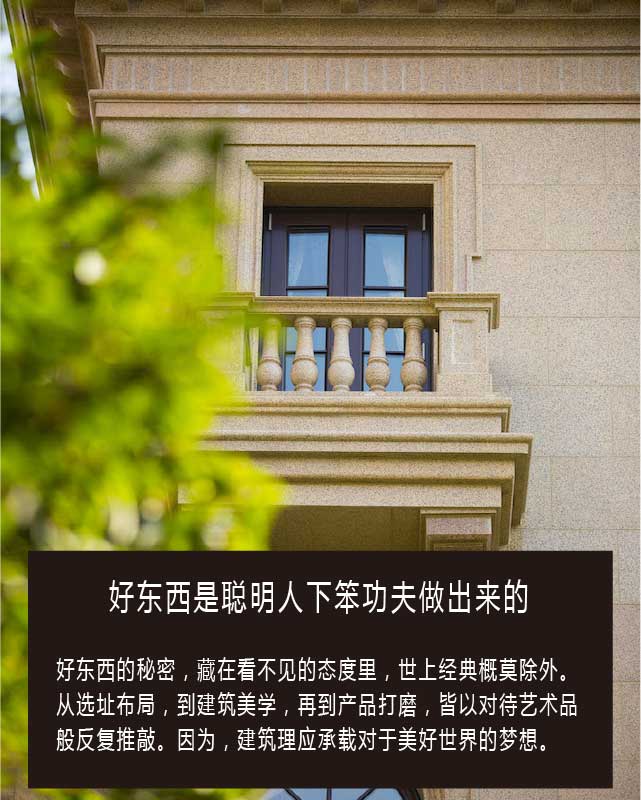 好东西是聪明人下笨功夫做出来的
好东西的秘密，藏在看不见的态度里，世上经典概莫除外。
从选址布局，到建筑美学，再到产品打磨，皆以对待艺术品
般反复推敲。因为，建筑理应承载对于美好世界的梦想。